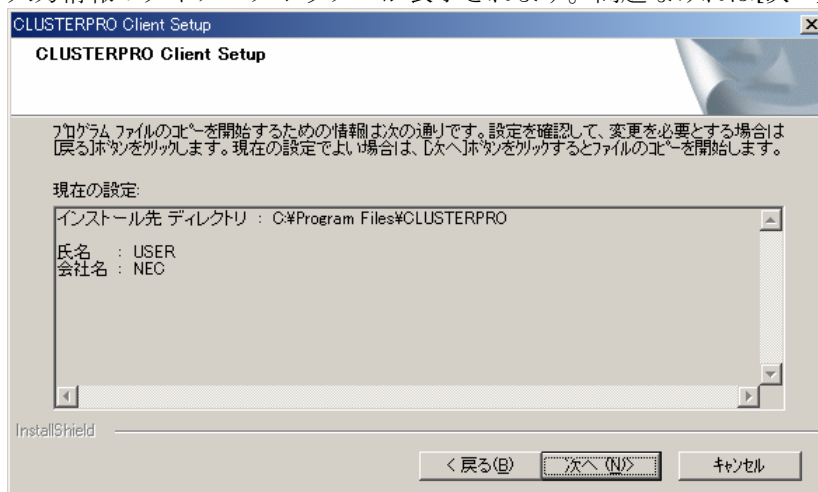 CLUSTERPRO Client Setup
CLUSTERPRO Client Setup
プログラム ファイルのコピーを開始するための情報は次の通りです。設定を確認して、変更を必要とする場合は
[戻る]ボタンをクリックします。現在の設定でよい場合は、[次へ]ボタンをクリックするとファイルのコピーを開始します。
現在の設定:
インストール先 ディレクトリ : C:¥Program Files¥CLUSTERPRO
氏名 : USER
会社名 : NEC
InstallShield
< 戻る(B) 次へ (N)> キャンセル